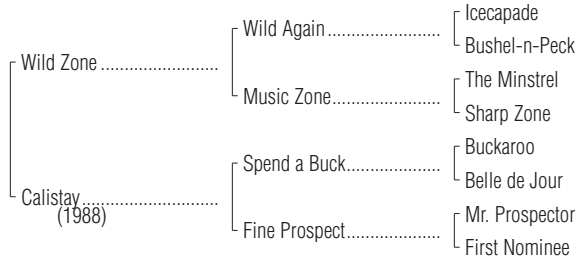 Icecapade
Wild Again
Bushel-n-Peck
Wild Zone
The Minstrel
Music Zone
Sharp Zone
Buckaroo
Spend a Buck
Belle de Jour
Calistay
(1988)
Mr. Prospector
Fine Prospect
First Nominee